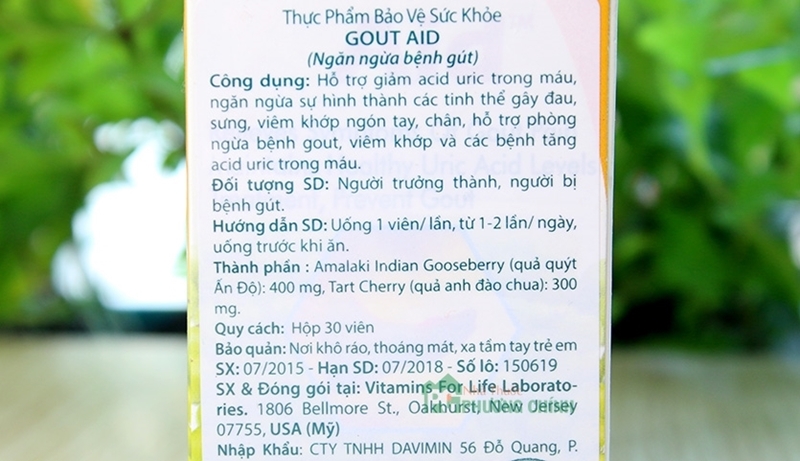 Thực Phẩm Bảo Vệ Sức Khỏe
GOUT AID
(Ngăn ngừa bệnh gút)
Công dụng: Hỗ trợ giảm acid uric trong máu,
ngăn ngừa sự hình thành các tinh thể gây đau,
sưng, viêm khớp ngón tay, chân, hỗ trợ phòng
ngừa bệnh gout, viêm khớp và các bệnh tăng
acid uric trong máu.
Đối tượng SD: Người trưởng thành, người bị
bệnh gút.
Hướng dẫn SD: Uống 1 viên/ lần, từ 1-2 lần/ ngày,
uống trước khi ăn.
Thành phần : Amalaki Indian Gooseberry (quả quýt
Ấn Độ): 400 mg, Tart Cherry (quả anh đào chua): 300
mg.
Quy cách: Hộp 30 viên
Bảo quản: Nơi khô ráo, thoáng mát, xa tầm tay trẻ em
SX: 07/2015 - Hạn SD: 07/2018 - Số lô: 150619
SX & Đóng gói tại: Vitamins For Life Laborato-
ries. 1806 Bellmore St., Oakhurst, New Jersey
07755, USA (Mỹ)
Nhập Khẩu: CTY TNHH DAVIMIN 56 Đỗ Quang, P.
Nhà Thuốc
PHƯƠNG CHÍNH